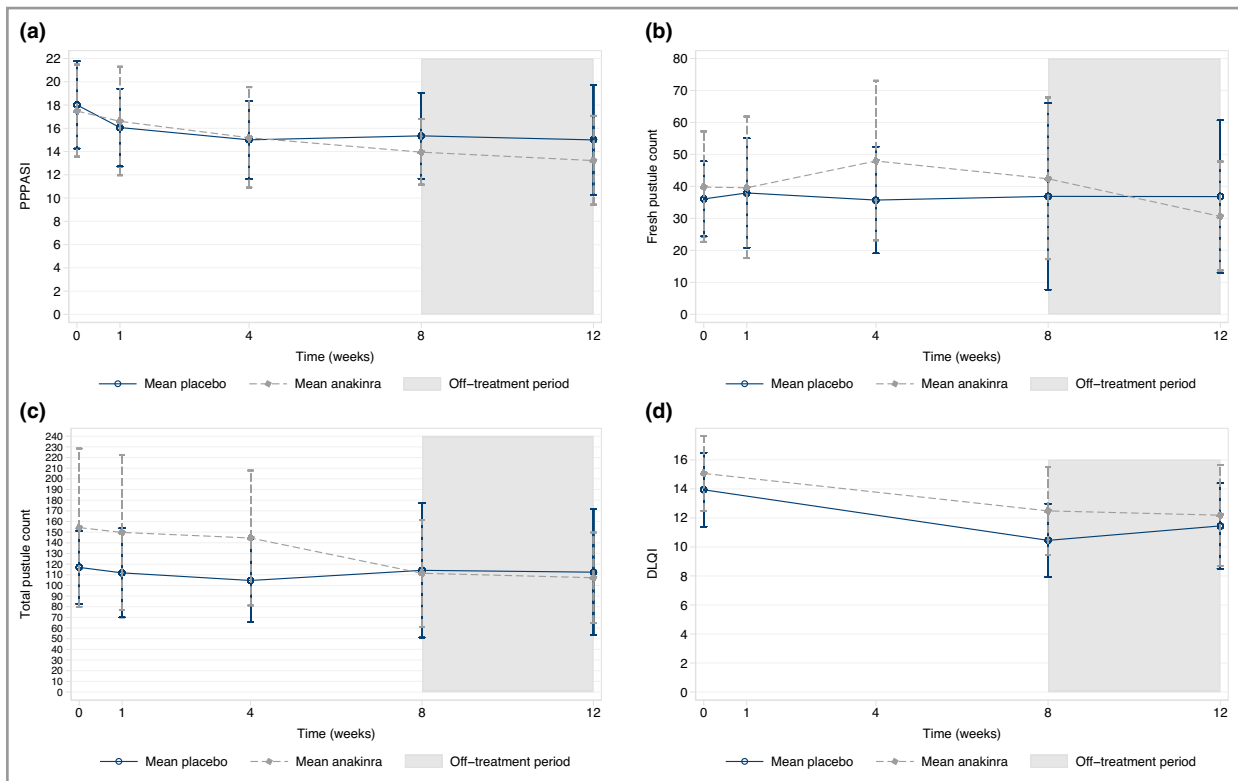 (a)
22
20
18
16
14
12
10
8
6
4
2
0
PPPASI
0 1 4 8 12
Time (weeks)
Mean placebo Mean anakinra Off-treatment period
(b)
80
70
60
50
40
30
20
10
0
Fresh pustule count
0 1 4 8 12
Time (weeks)
Mean placebo Mean anakinra Off-treatment period
(c)
240
230
220
210
200
190
180
170
160
150
140
130
120
110
100
90
80
70
60
50
40
30
20
10
0
Total pustule count
0 1 4 8 12
Time (weeks)
Mean placebo Mean anakinra Off-treatment period
(d)
16
14
12
10
8
6
4
2
0
DLQI
0 1 4 8 12
Time (weeks)
Mean placebo Mean anakinra Off-treatment period